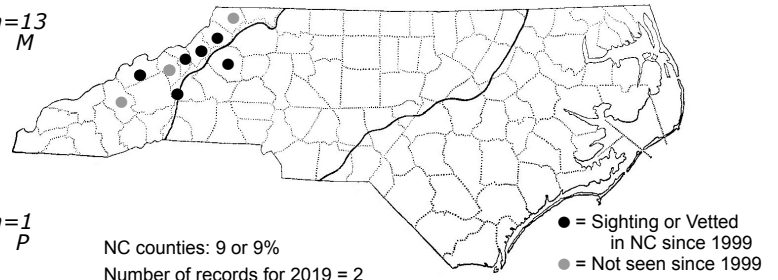 =13
M
=1
P
NC counties: 9 or 9%
Number of records for 2019 = 2
● = Sighting or Vetted
in NC since 1999
● = Not seen since 1999